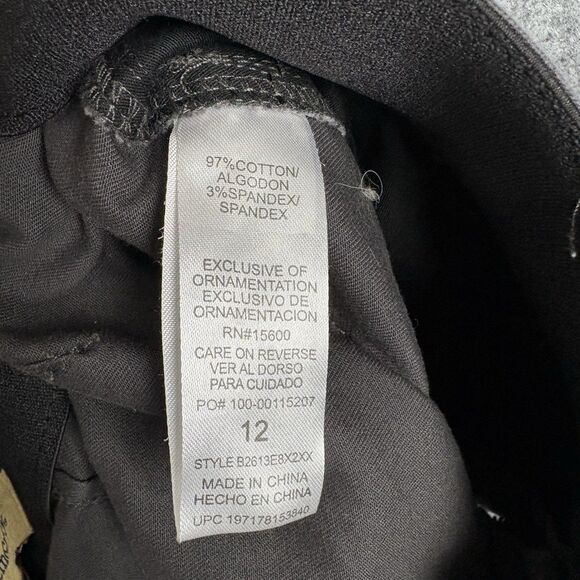 97%COTTON/
ALGODON
3%SPANDEX/
SPANDEX
EXCLUSIVE OF
ORNAMENTATION
EXCLUSIVO DE
ORNAMENTACION
RN#15600
CARE ON REVERSE
VER AL DORSO
PARA CUIDADO
PO# 100-00115207
12
STYLE B2613E8X2XX
MADE IN CHINA
HECHO EN CHINA
UPC 197178153840